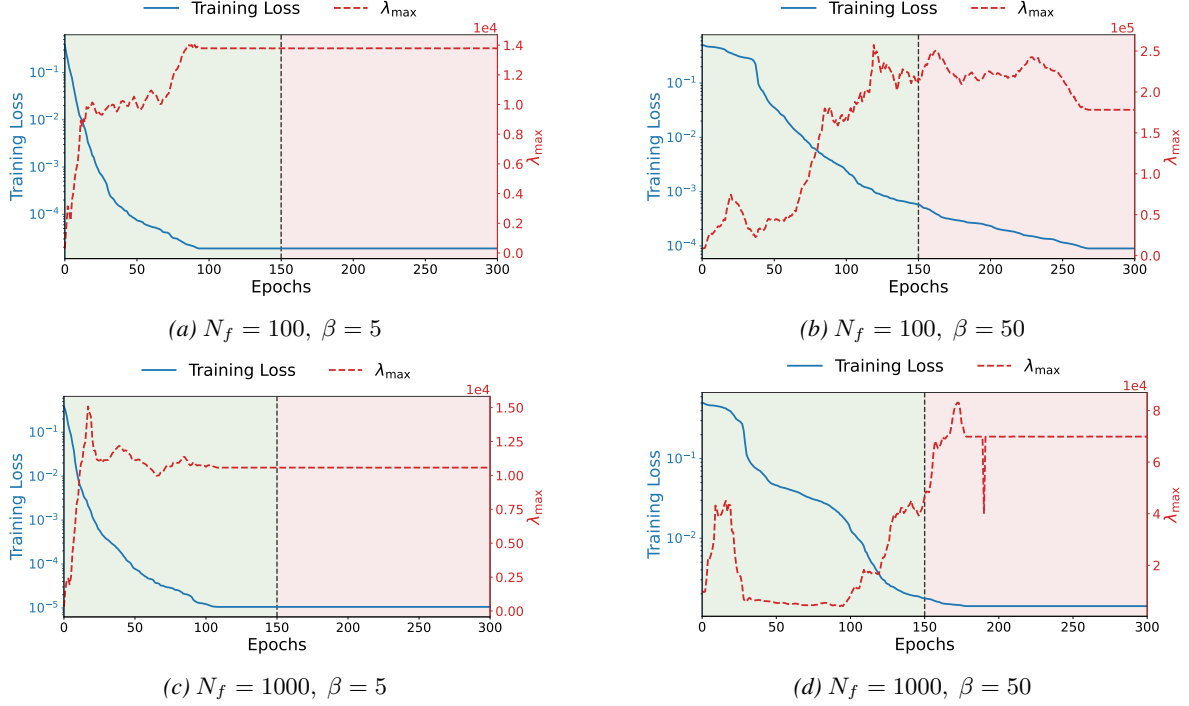 Training Loss λmax
1e4
Training Loss
10⁻¹
10⁻²
10⁻³
10⁻⁴
1.4
1.2
1.0
0.8
0.6
0.4
0.2
0.0
λmax
0 50 100 150 200 250 300
Epochs
(a) Nf = 100, β = 5
Training Loss λmax
1e5
Training Loss
10⁻¹
10⁻²
10⁻³
10⁻⁴
2.5
2.0
1.5
1.0
0.5
0.0
λmax
0 50 100 150 200 250 300
Epochs
(b) Nf = 100, β = 50
Training Loss λmax
1e4
Training Loss
10⁻¹
10⁻²
10⁻³
10⁻⁴
10⁻⁵
1.50
1.25
1.00
0.75
0.50
0.25
0.00
λmax
0 50 100 150 200 250 300
Epochs
(c) Nf = 1000, β = 5
Training Loss λmax
1e4
Training Loss
10⁻¹
10⁻²
8
6
4
2
λmax
0 50 100 150 200 250 300
Epochs
(d) Nf = 1000, β = 50